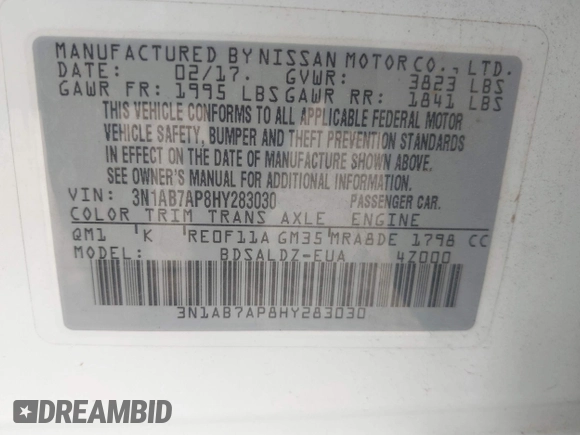 MANUFACTURED BY NISSAN MOTOR CO., LTD.
DATE: 02/17. GVWR: 3823 LBS
GAWR FR: 1995 LBS GAWR RR: 1841 LBS
THIS VEHICLE CONFORMS TO ALL APPLICABLE FEDERAL MOTOR
VEHICLE SAFETY, BUMPER AND THEFT PREVENTION STANDARDS
IN EFFECT ON THE DATE OF MANUFACTURE SHOWN ABOVE.
SEE OWNER'S MANUAL FOR ADDITIONAL INFORMATION.
VIN: 3N1AB7AP8HY283030 PASSENGER CAR.
COLOR TRIM TRANS AXLE ENGINE
QM1 K RE0F11A GM35 MRA8DE 1798 CC
MODEL: BDSALDZ-EUA 4Z000
3N1AB7AP8HY283030
DREAMBID